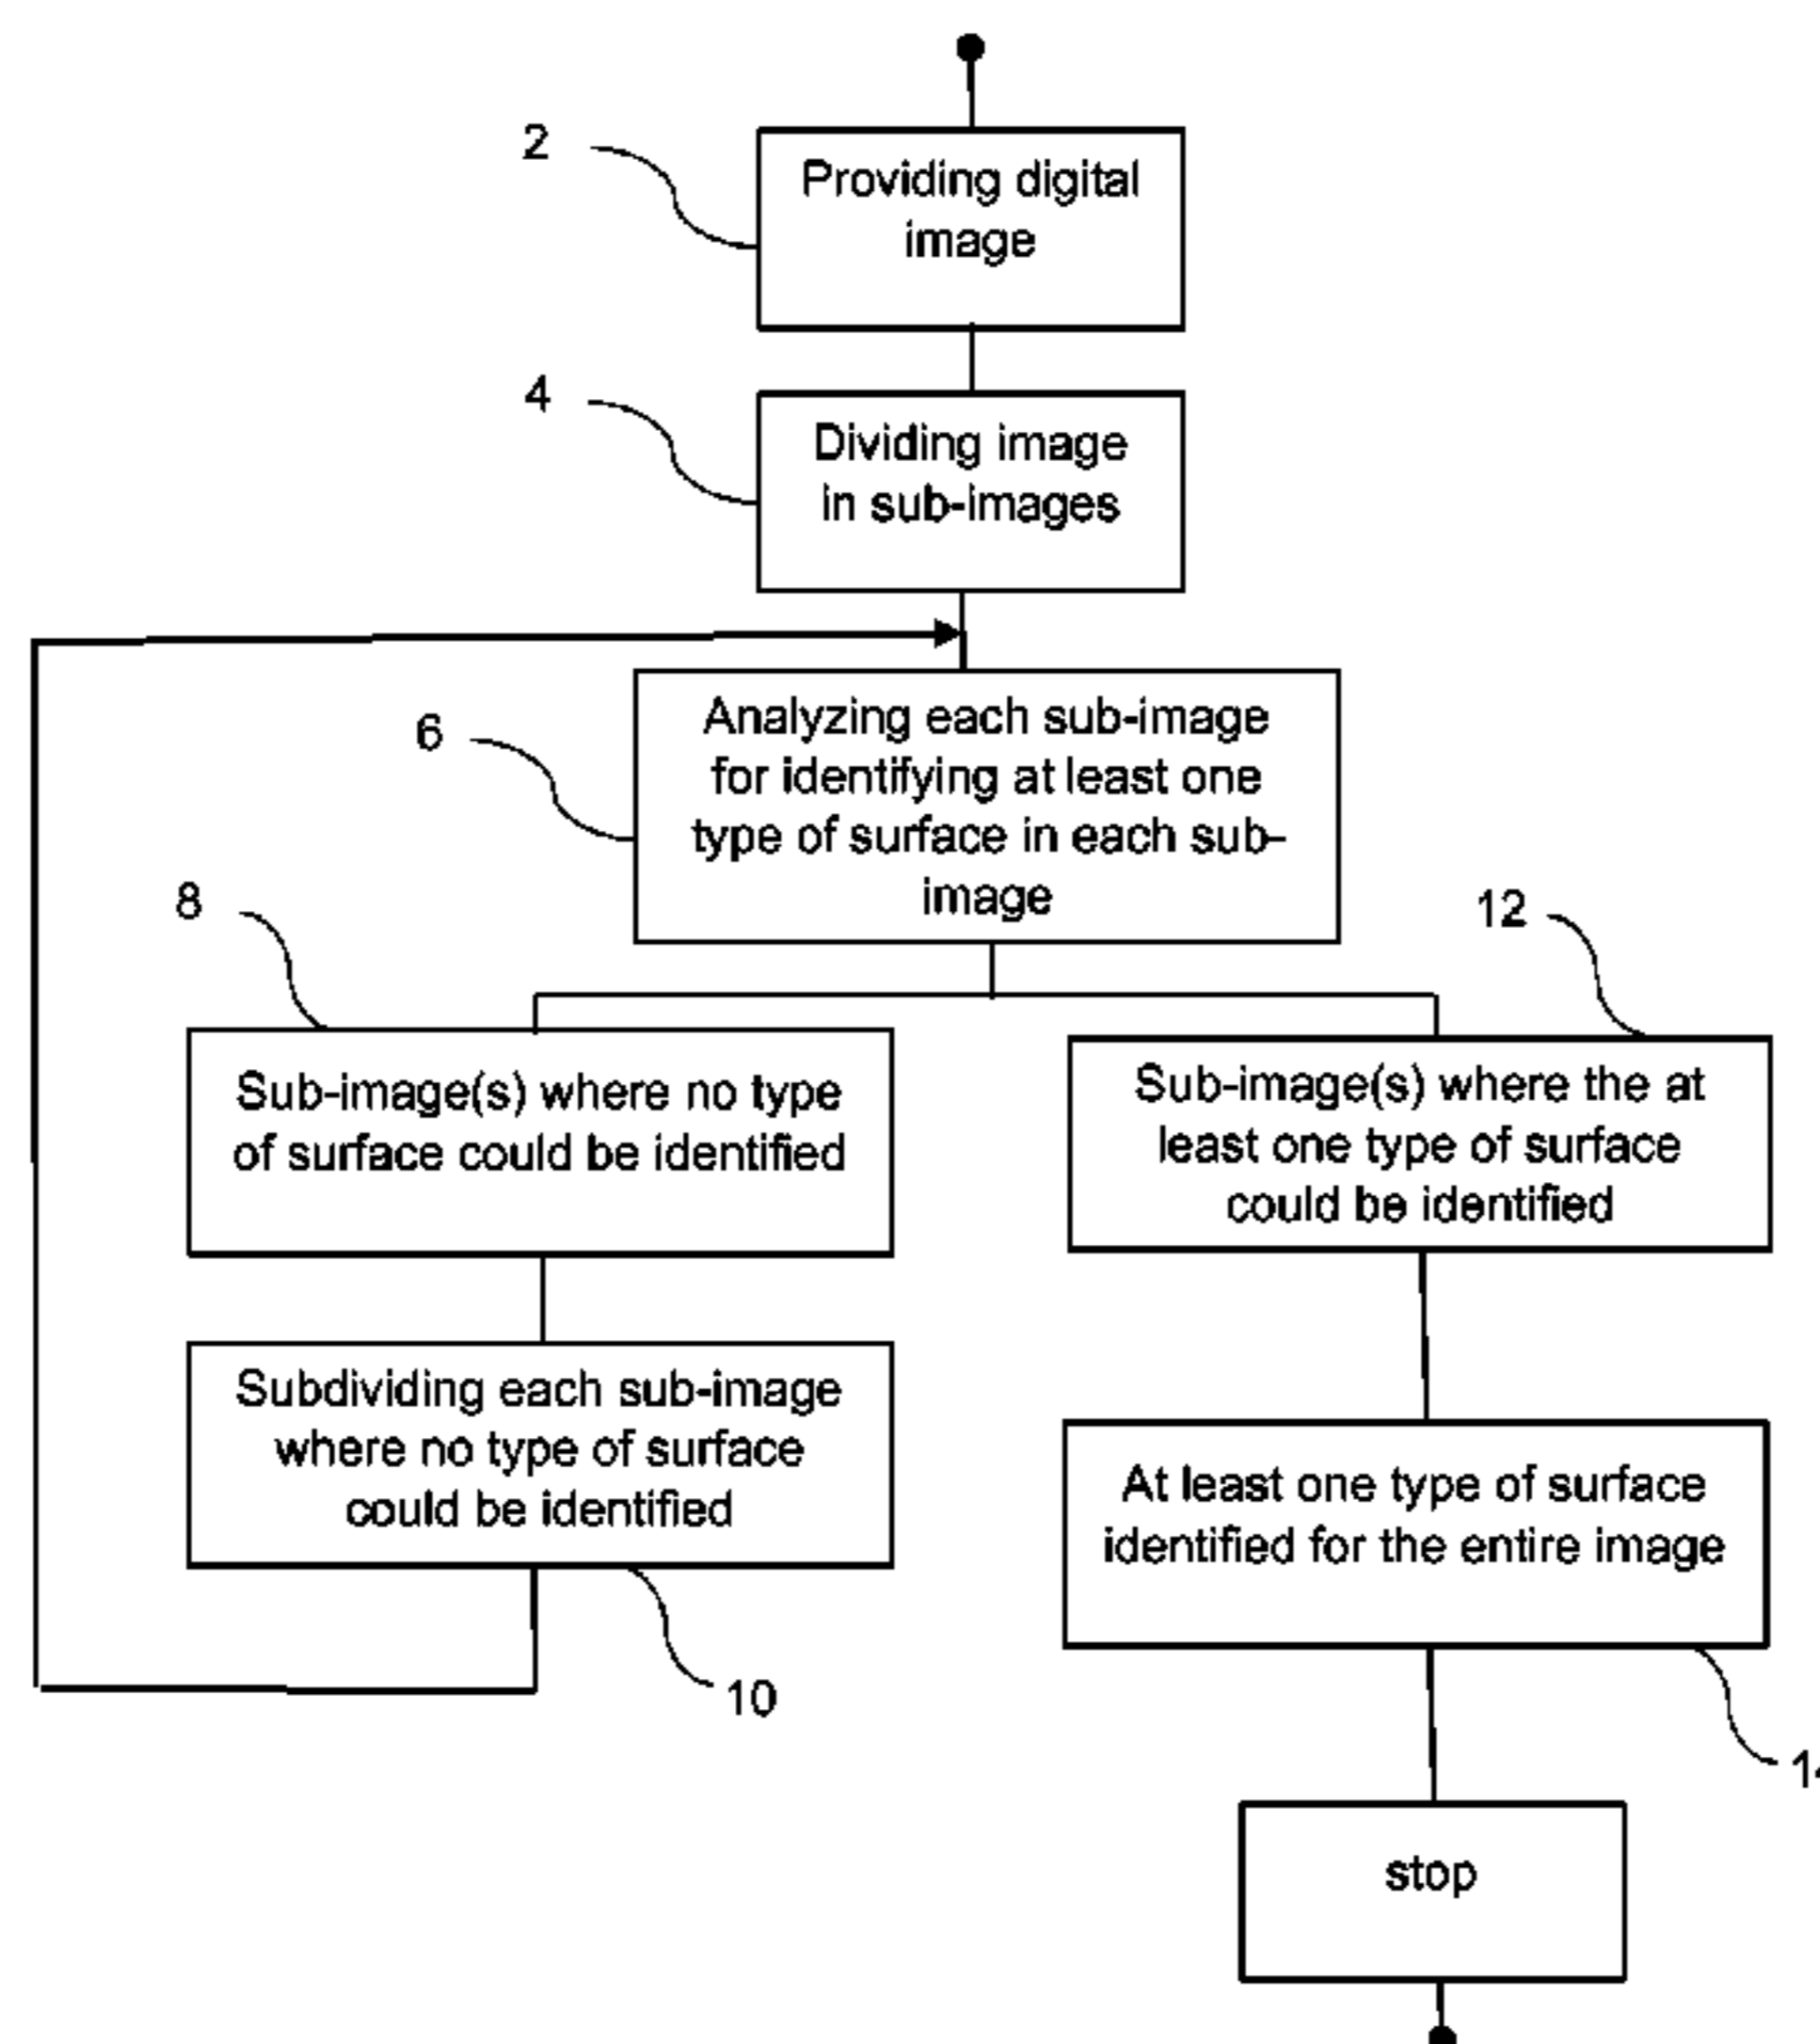 2
Providing digital
image
4
Dividing image
in sub-images
6
Analyzing each sub-image
for identifying at least one
type of surface in each sub-
image
8
Sub-image(s) where no type
of surface could be identified
12
Sub-image(s) where the at
least one type of surface
could be identified
Subdividing each sub-image
where no type of surface
could be identified
10
At least one type of surface
identified for the entire image
stop